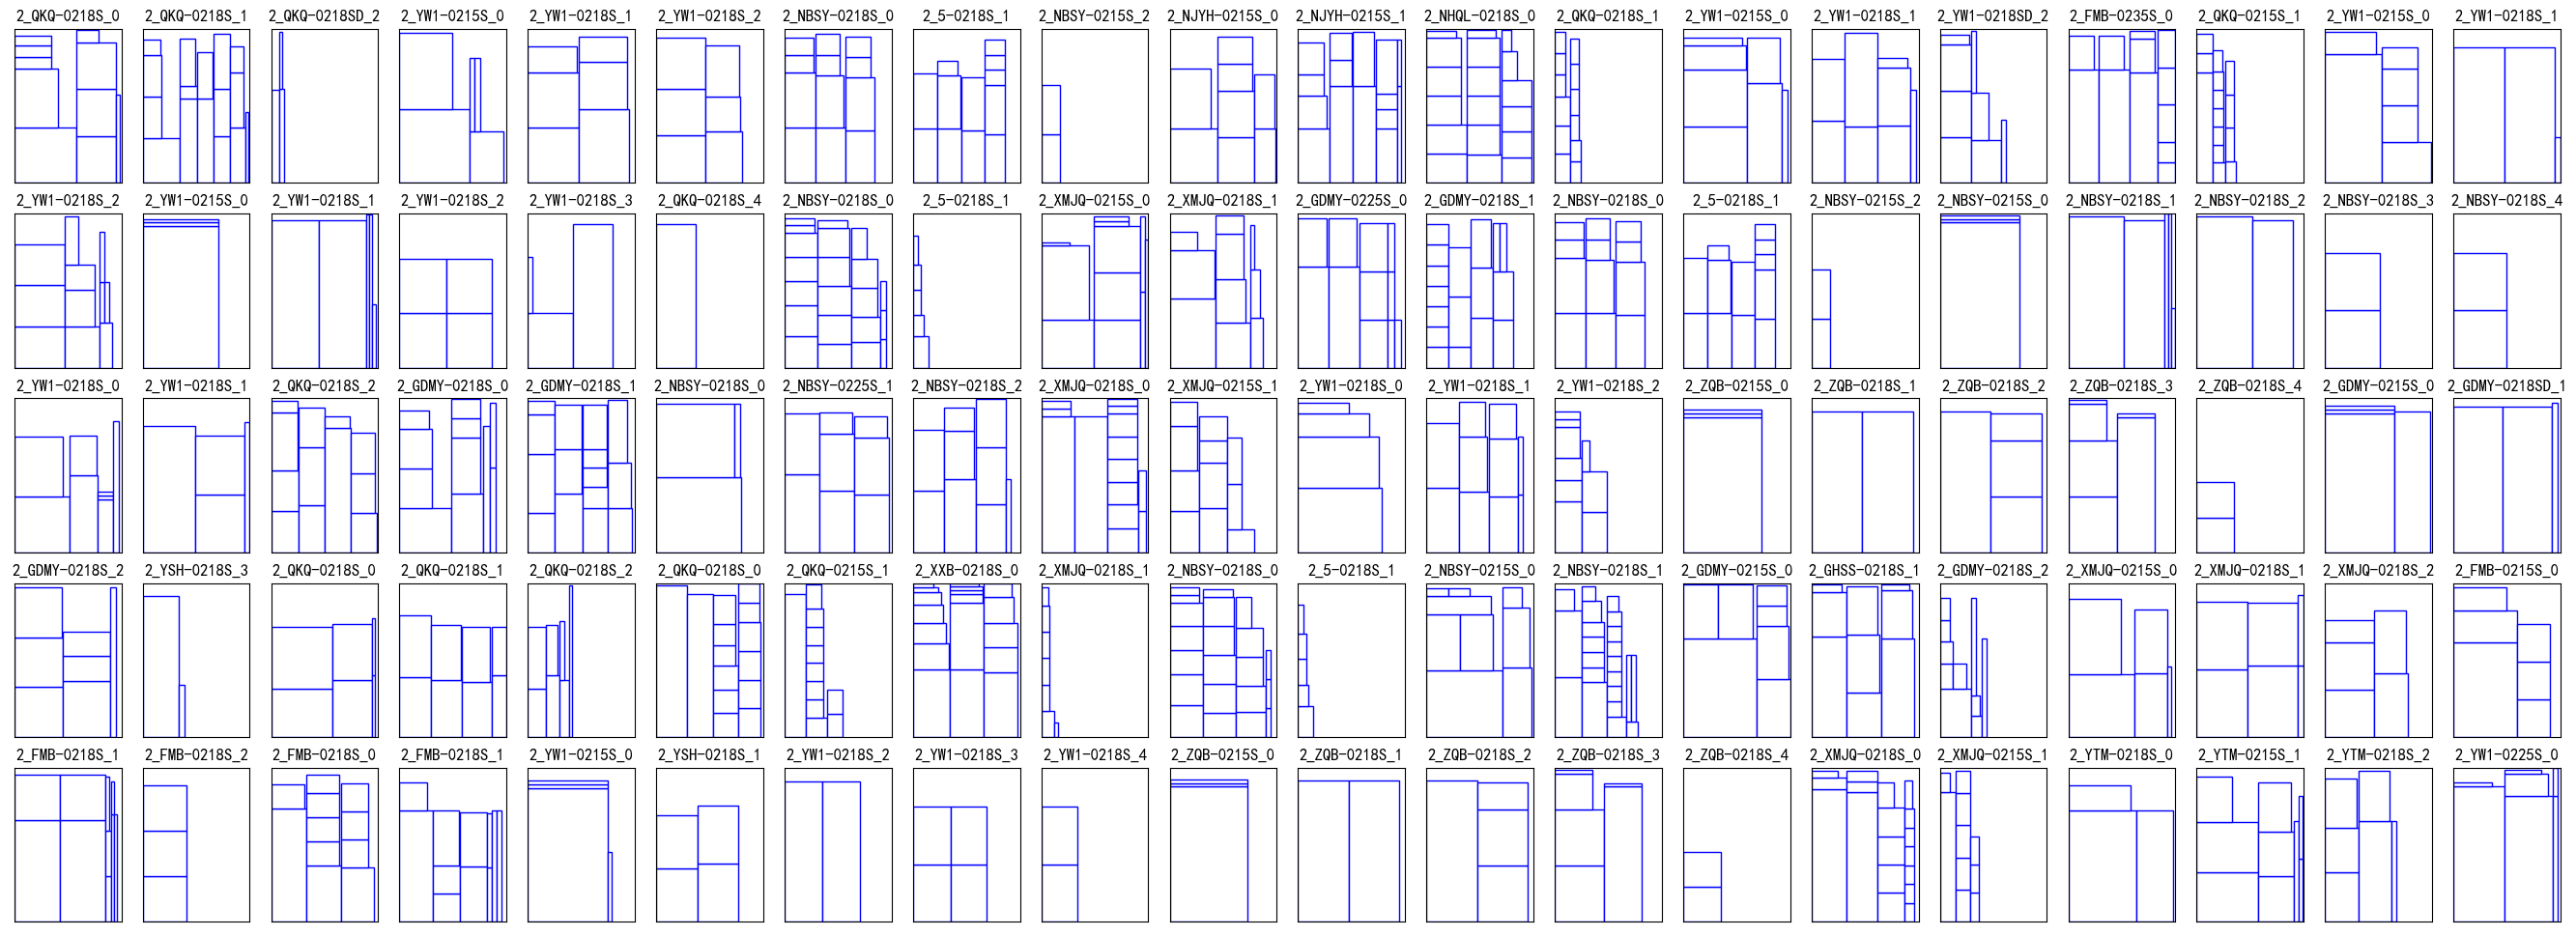 2_QKQ-0218S_0 2_QKQ-0218S_1 2_QKQ-0218SD_2 2_YW1-0215S_0 2_YW1-0218S_1 2_YW1-0218S_2 2_NBSY-0218S_0 2_5-0218S_1 2_NBSY-0215S_2 2_NJYH-0215S_0 2_NJYH-0215S_1 2_NHQL-0218S_0 2_QKQ-0218S_1 2_YW1-0215S_0 2_YW1-0218S_1 2_YW1-0218SD_2 2_FMB-0235S_0 2_QKQ-0215S_1 2_YW1-0215S_0 2_YW1-0218S_1
2_YW1-0218S_2 2_YW1-0215S_0 2_YW1-0218S_1 2_YW1-0218S_2 2_YW1-0218S_3 2_QKQ-0218S_4 2_NBSY-0218S_0 2_5-0218S_1 2_XMJQ-0215S_0 2_XMJQ-0218S_1 2_GDMY-0225S_0 2_GDMY-0218S_1 2_NBSY-0218S_0 2_5-0218S_1 2_NBSY-0215S_2 2_NBSY-0215S_0 2_NBSY-0218S_1 2_NBSY-0218S_2 2_NBSY-0218S_3 2_NBSY-0218S_4
2_YW1-0218S_0 2_YW1-0218S_1 2_QKQ-0218S_2 2_GDMY-0218S_0 2_GDMY-0218S_1 2_NBSY-0218S_0 2_NBSY-0225S_1 2_NBSY-0218S_2 2_XMJQ-0218S_0 2_XMJQ-0215S_1 2_YW1-0218S_0 2_YW1-0218S_1 2_YW1-0218S_2 2_ZQB-0215S_0 2_ZQB-0218S_1 2_ZQB-0218S_2 2_ZQB-0218S_3 2_ZQB-0218S_4 2_GDMY-0215S_0 2_GDMY-0218SD_1
2_GDMY-0218S_2 2_YSH-0218S_3 2_QKQ-0218S_0 2_QKQ-0218S_1 2_QKQ-0218S_2 2_QKQ-0218S_0 2_QKQ-0215S_1 2_XXB-0218S_0 2_XMJQ-0218S_1 2_NBSY-0218S_0 2_5-0218S_1 2_NBSY-0215S_0 2_NBSY-0218S_1 2_GDMY-0215S_0 2_GHSS-0218S_1 2_GDMY-0218S_2 2_XMJQ-0215S_0 2_XMJQ-0218S_1 2_XMJQ-0218S_2 2_FMB-0215S_0
2_FMB-0218S_1 2_FMB-0218S_2 2_FMB-0218S_0 2_FMB-0218S_1 2_YW1-0215S_0 2_YSH-0218S_1 2_YW1-0218S_2 2_YW1-0218S_3 2_YW1-0218S_4 2_ZQB-0215S_0 2_ZQB-0218S_1 2_ZQB-0218S_2 2_ZQB-0218S_3 2_ZQB-0218S_4 2_XMJQ-0218S_0 2_XMJQ-0215S_1 2_YTM-0218S_0 2_YTM-0215S_1 2_YTM-0218S_2 2_YW1-0225S_0